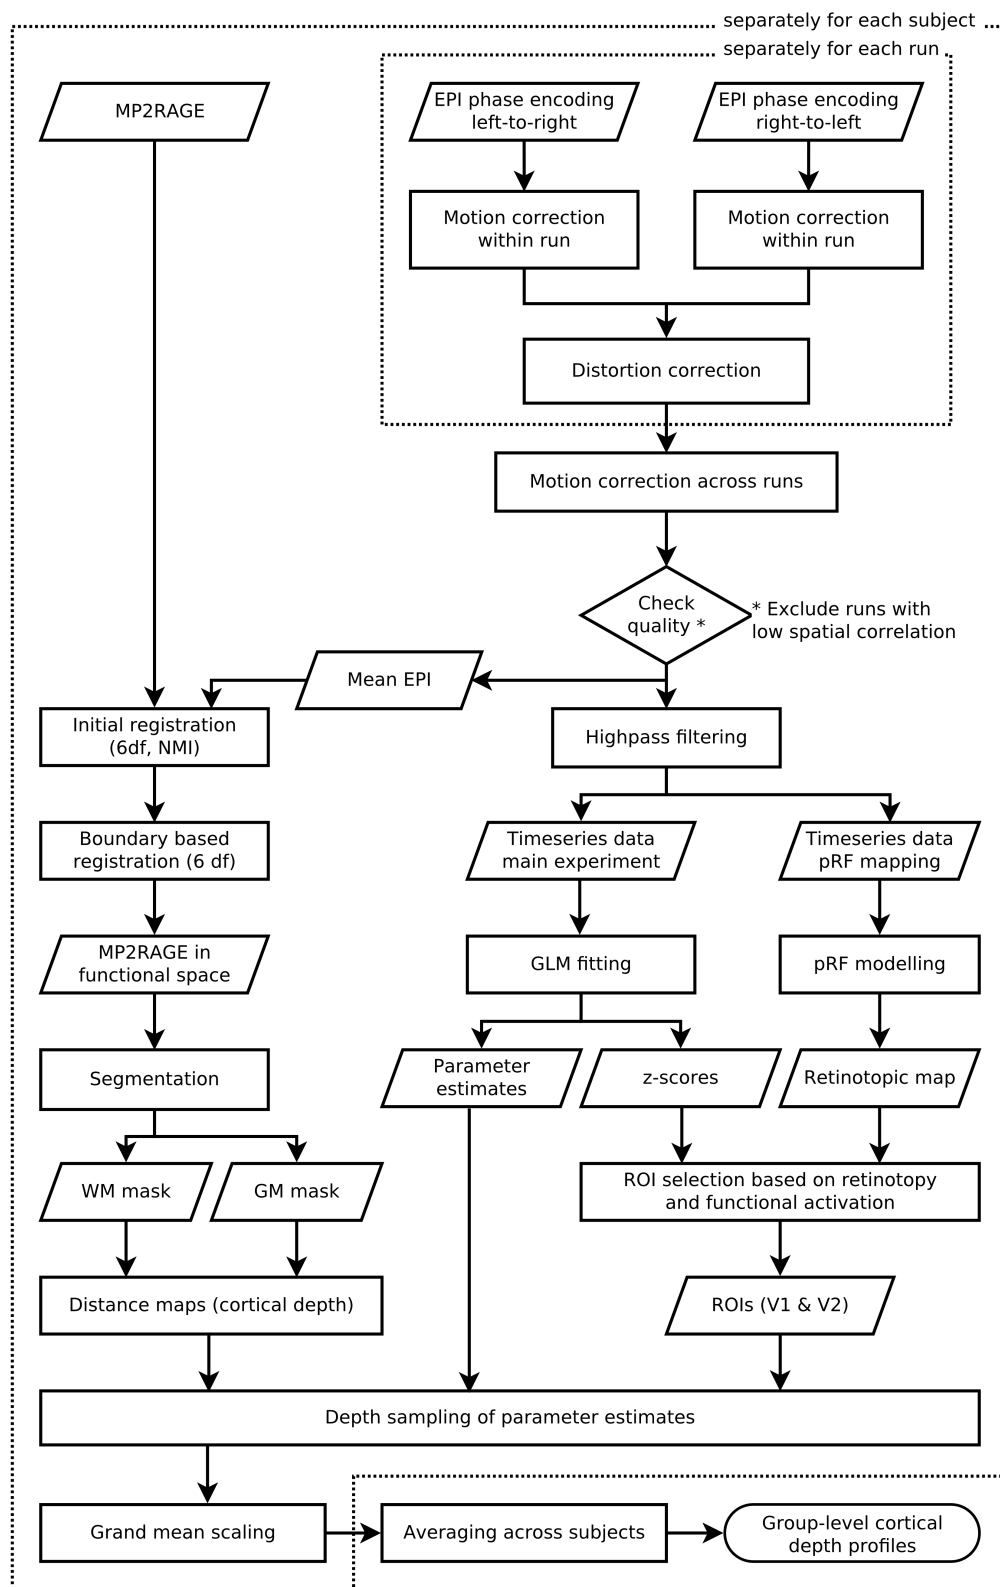 separately for each subject
separately for each run
MP2RAGE
EPI phase encoding
left-to-right
EPI phase encoding
right-to-left
Motion correction
within run
Motion correction
within run
Distortion correction
Motion correction across runs
Check
quality *
* Exclude runs with
low spatial correlation
Mean EPI
Initial registration
(6df, NMI)
Highpass filtering
Boundary based
registration (6 df)
Timeseries data
main experiment
Timeseries data
pRF mapping
MP2RAGE in
functional space
GLM fitting
pRF modelling
Segmentation
Parameter
estimates
z-scores
Retinotopic map
WM mask
GM mask
ROI selection based on retinotopy
and functional activation
Distance maps (cortical depth)
ROIs (V1 & V2)
Depth sampling of parameter estimates
Grand mean scaling
Averaging across subjects
Group-level cortical
depth profiles